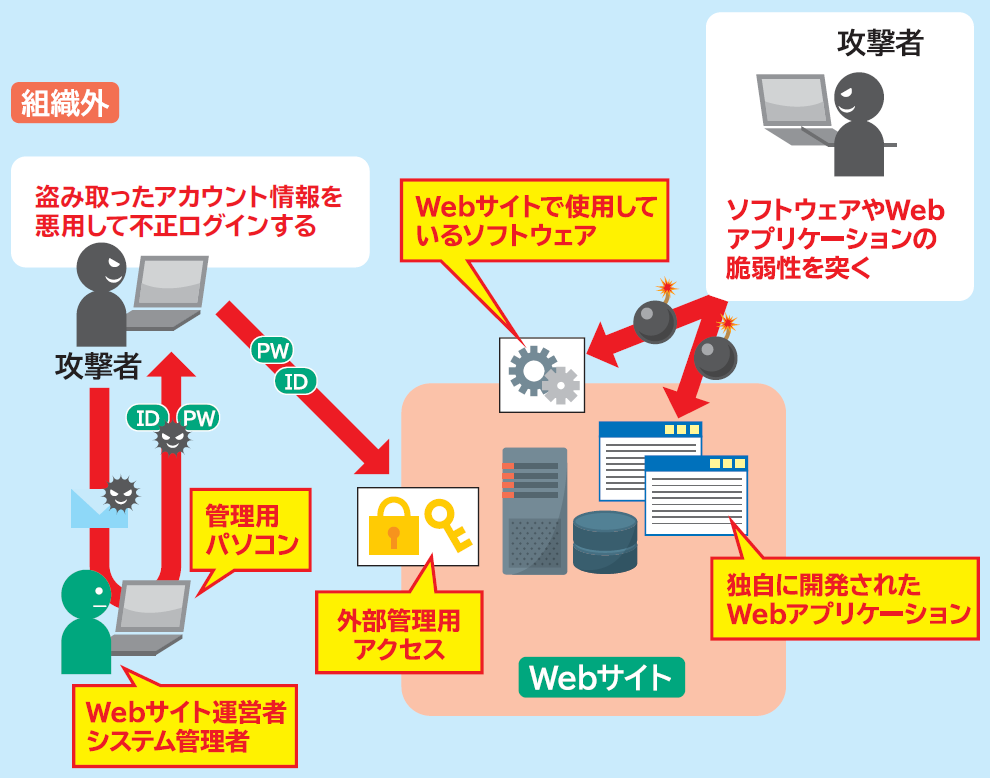 組織外
攻撃者
盗み取ったアカウント情報を
悪用して不正ログインする
Webサイトで使用して
いるソフトウェア
ソフトウェアやWeb
アプリケーションの
脆弱性を突く
攻撃者
PW
ID
ID
PW
管理用
パソコン
外部管理用
アクセス
独自に開発された
Webアプリケーション
Webサイト
Webサイト運営者
システム管理者